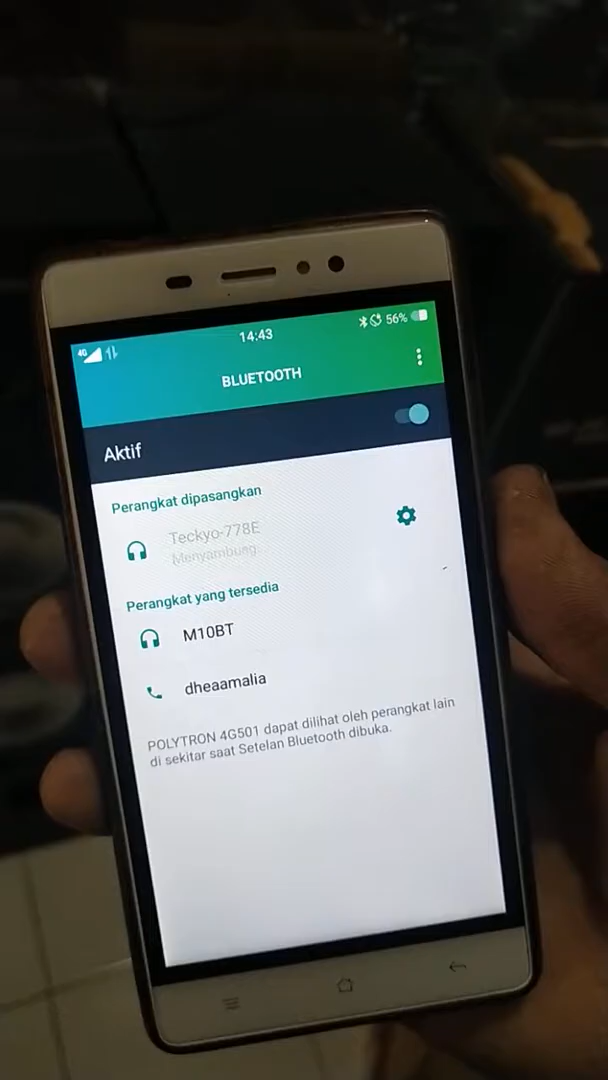 4G 14:43 56%
BLUETOOTH
Aktif
Perangkat dipasangkan
Teckyo-778E
Menyambung..
Perangkat yang tersedia
M10BT
dheaamalia
POLYTRON 4G501 dapat dilihat oleh perangkat lain
di sekitar saat Setelan Bluetooth dibuka.